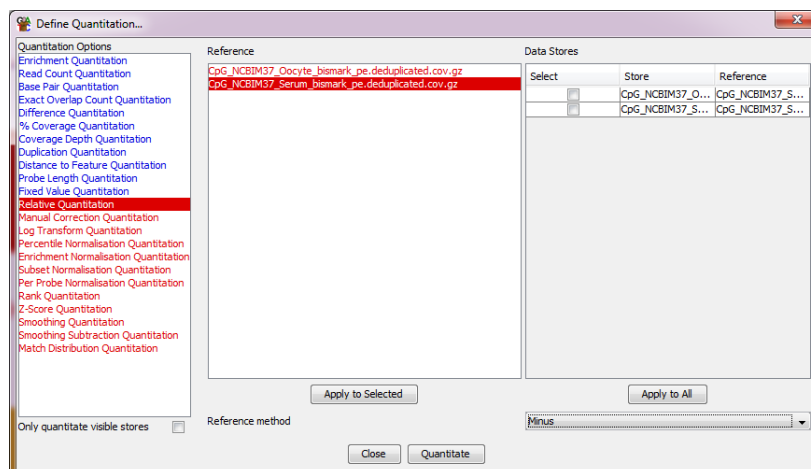 Define Quantitation...
x
Quantitation Options
Enrichment Quantitation
Read Count Quantitation
Base Pair Quantitation
Exact Overlap Count Quantitation
Difference Quantitation
% Coverage Quantitation
Coverage Depth Quantitation
Duplication Quantitation
Distance to Feature Quantitation
Probe Length Quantitation
Fixed Value Quantitation
Relative Quantitation
Manual Correction Quantitation
Log Transform Quantitation
Percentile Normalisation Quantitation
Enrichment Normalisation Quantitation
Subset Normalisation Quantitation
Per Probe Normalisation Quantitation
Rank Quantitation
Z-Score Quantitation
Smoothing Quantitation
Smoothing Subtraction Quantitation
Match Distribution Quantitation
Only quantitate visible stores
Reference
CpG_NCBIM37_Oocyte_bismark_pe.deduplicated.cov.gz
CpG_NCBIM37_Serum_bismark_pe.deduplicated.cov.gz
Apply to Selected
Data Stores
Select Store Reference
CpG_NCBIM37_O... CpG_NCBIM37_S...
CpG_NCBIM37_S... CpG_NCBIM37_S...
Apply to All
Reference method Minus
Close Quantitate